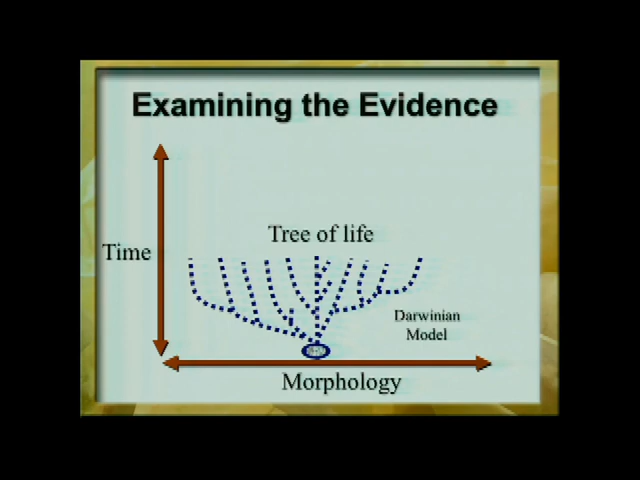 Examining the Evidence
Tree of life
Time
Darwinian
Model
Morphology